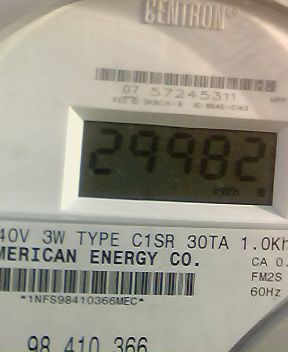 CENTRON®
07 57245311
29982
kWh
40V 3W TYPE C1SR 30TA 1.0Kh
MERICAN ENERGY CO.
CA 0.
FM2S
*1NFS98410366MEC*
60Hz
98 410 366